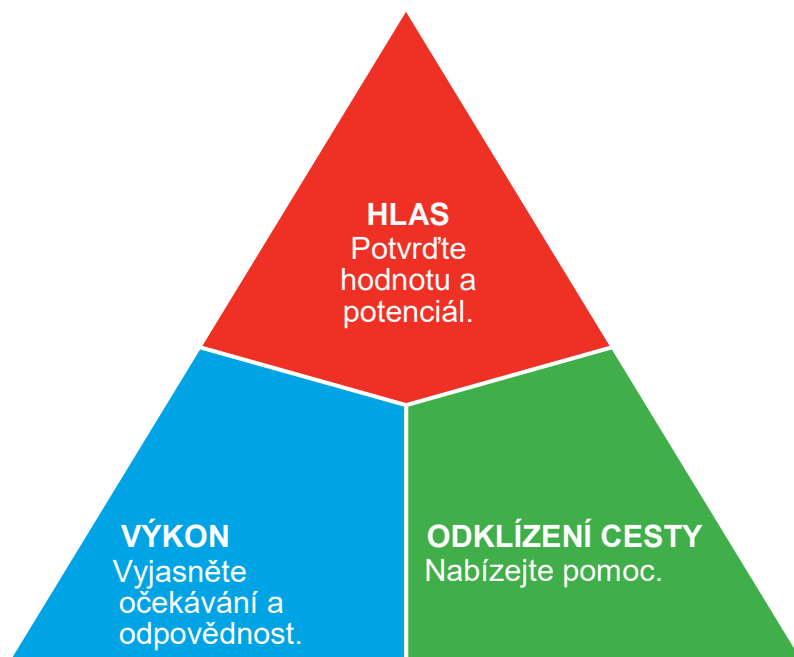 HLAS
Potvrďte
hodnotu a
potenciál.
VÝKON
Vyjasněte
očekávání a
odpovědnost.
ODKLÍZENÍ CESTY
Nabízejte pomoc.